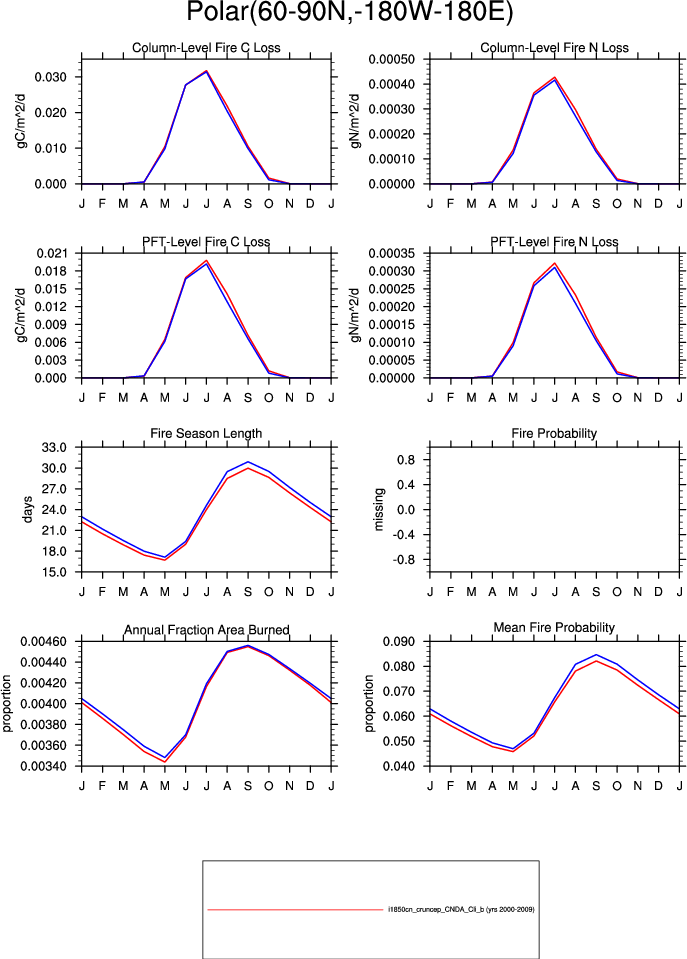 Polar(60-90N,-180W-180E)
Column-Level Fire C Loss
gC/m^2/d
0.030
0.020
0.010
0.000
J F M A M J J A S O N D J
Column-Level Fire N Loss
gN/m^2/d
0.00050
0.00040
0.00030
0.00020
0.00010
0.00000
J F M A M J J A S O N D J
PFT-Level Fire C Loss
gC/m^2/d
0.021
0.018
0.015
0.012
0.009
0.006
0.003
0.000
J F M A M J J A S O N D J
PFT-Level Fire N Loss
gN/m^2/d
0.00035
0.00030
0.00025
0.00020
0.00015
0.00010
0.00005
0.00000
J F M A M J J A S O N D J
Fire Season Length
days
33.0
30.0
27.0
24.0
21.0
18.0
15.0
J F M A M J J A S O N D J
Fire Probability
missing
0.8
0.4
0.0
-0.4
-0.8
J F M A M J J A S O N D J
Annual Fraction Area Burned
proportion
0.00460
0.00440
0.00420
0.00400
0.00380
0.00360
0.00340
J F M A M J J A S O N D J
Mean Fire Probability
proportion
0.090
0.080
0.070
0.060
0.050
0.040
J F M A M J J A S O N D J
i1850cn_cruncep_CNDA_Cli_b (yrs 2000-2009)